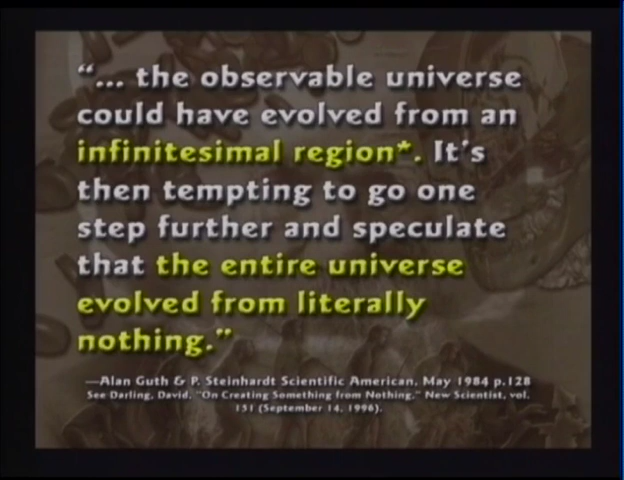 “... the observable universe
could have evolved from an
infinitesimal region*. It's
then tempting to go one
step further and speculate
that the entire universe
evolved from literally
nothing.”
—Alan Guth & P. Steinhardt Scientific American, May 1984 p.128
See Darling, David, "On Creating Something from Nothing," New Scientist, vol.
151 (September 14, 1996).